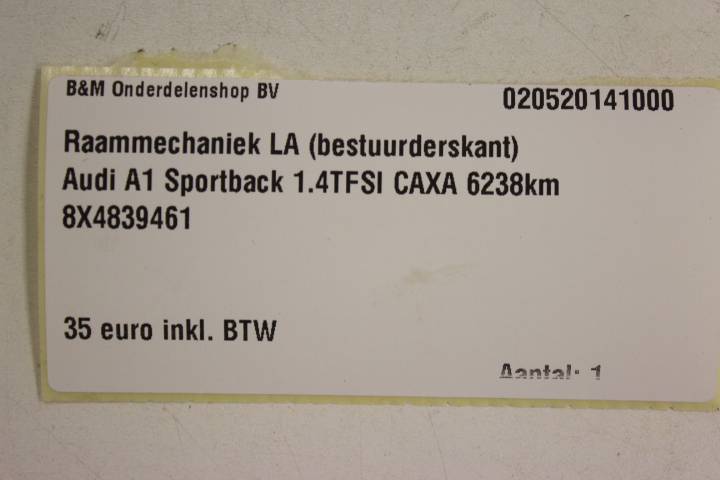 B&M Onderdelenshop BV
020520141000
Raammechaniek LA (bestuurderskant)
Audi A1 Sportback 1.4TFSI CAXA 6238km
8X4839461
35 euro inkl. BTW
Aantal: 1